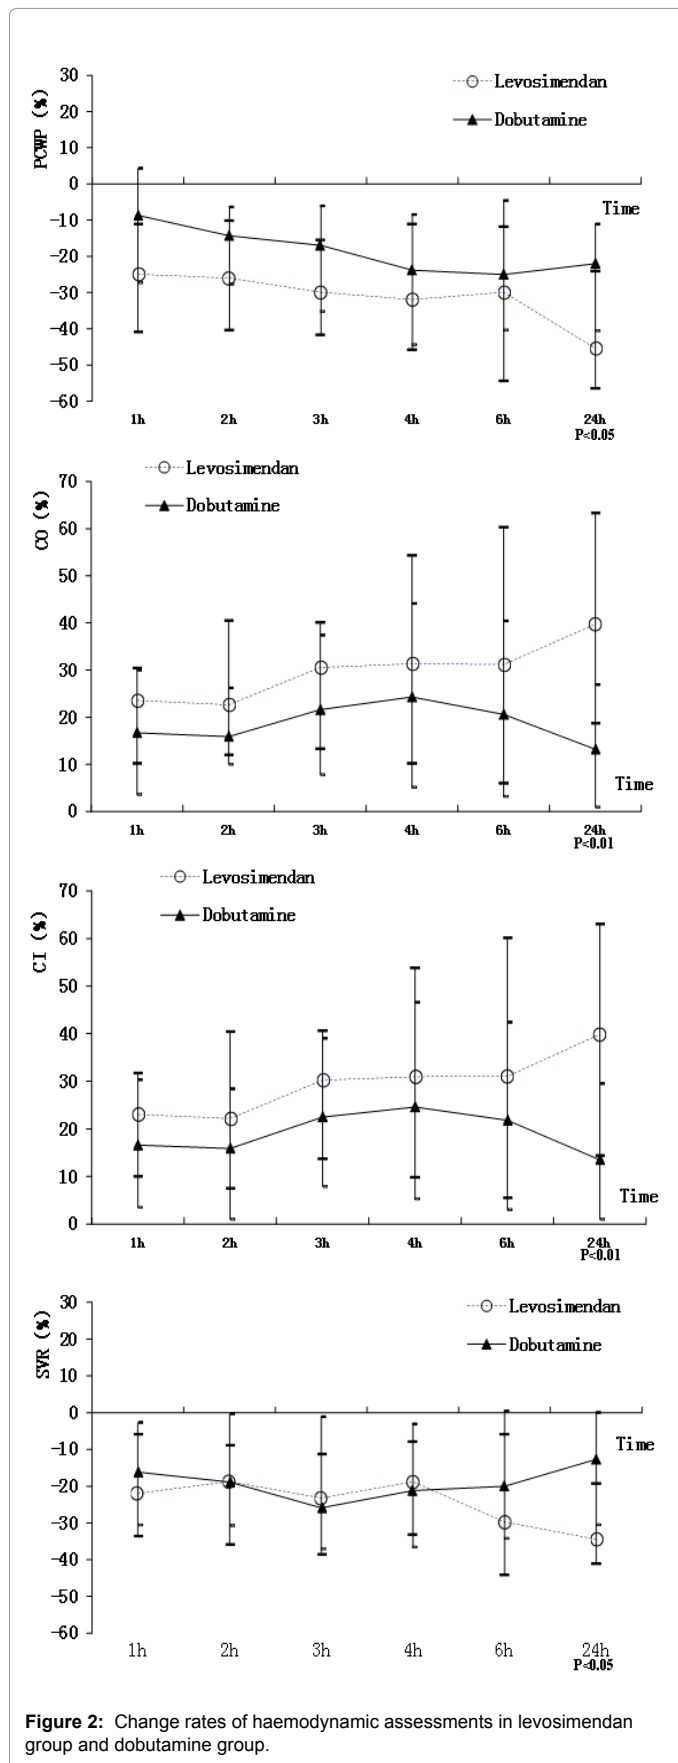 30
Levosimendan
20
Dobutamine
10
PCWP (%)
0
Time
-10
-20
-30
-40
-50
-60
1h 2h 3h 4h 6h 24h
P<0.05
Levosimendan
70
Dobutamine
60
CO (%)
50
40
30
20
10
Time
0
1h 2h 3h 4h 6h 24h
P<0.01
Levosimendan
70
Dobutamine
60
CI (%)
50
40
30
20
10
Time
0
1h 2h 3h 4h 6h 24h
P<0.01
30
Levosimendan
20
Dobutamine
SVR (%)
10
0
Time
-10
-20
-30
-40
-50
-60
1h 2h 3h 4h 6h 24h
P<0.05
Figure 2: Change rates of haemodynamic assessments in levosimendan
group and dobutamine group.